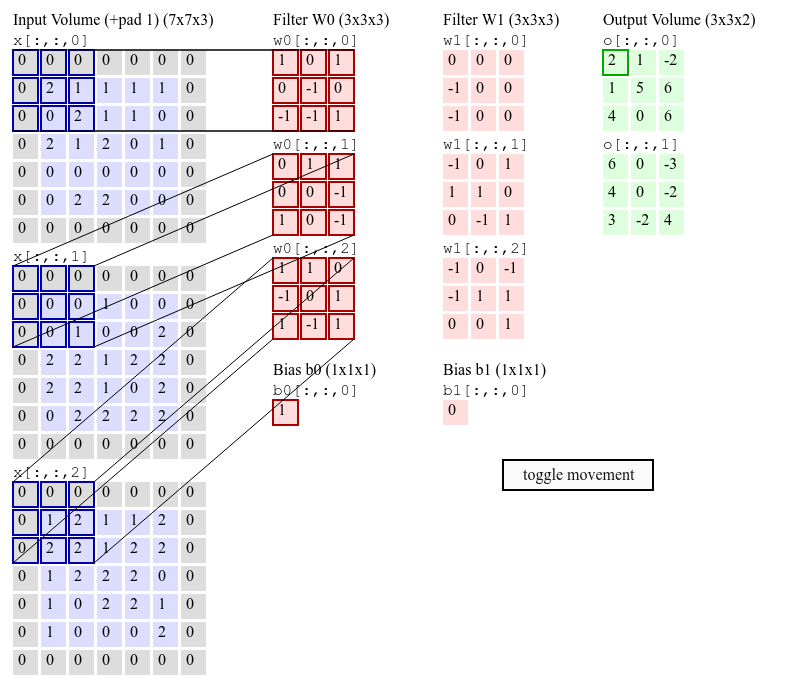 Input Volume (+pad 1) (7x7x3)
x[:,:,0]
0 0 0 0 0 0 0
0 2 1 1 1 1 0
0 0 2 1 1 0 0
0 2 1 2 0 1 0
0 0 0 0 0 0 0
0 0 2 2 0 0 0
0 0 0 0 0 0 0
x[:,:,1]
0 0 0 0 0 0 0
0 0 0 1 0 0 0
0 0 1 0 0 2 0
0 2 2 1 2 2 0
0 2 2 1 0 2 0
0 0 2 2 2 2 0
0 0 0 0 0 0 0
x[:,:,2]
0 0 0 0 0 0 0
0 1 2 1 1 2 0
0 2 2 1 2 2 0
0 1 2 2 2 0 0
0 1 0 2 2 1 0
0 1 0 0 0 2 0
0 0 0 0 0 0 0
Filter W0 (3x3x3)
w0[:,:,0]
1 0 1
0 -1 0
-1 -1 1
w0[:,:,1]
0 1 1
0 0 -1
1 0 -1
w0[:,:,2]
1 1 0
-1 0 1
1 -1 1
Bias b0 (1x1x1)
b0[:,:,0]
1
Filter W1 (3x3x3)
w1[:,:,0]
0 0 0
-1 0 0
-1 0 0
w1[:,:,1]
-1 0 1
1 1 0
0 -1 1
w1[:,:,2]
-1 0 -1
-1 1 1
0 0 1
Bias b1 (1x1x1)
b1[:,:,0]
0
Output Volume (3x3x2)
o[:,:,0]
2 1 -2
1 5 6
4 0 6
o[:,:,1]
6 0 -3
4 0 -2
3 -2 4
toggle movement